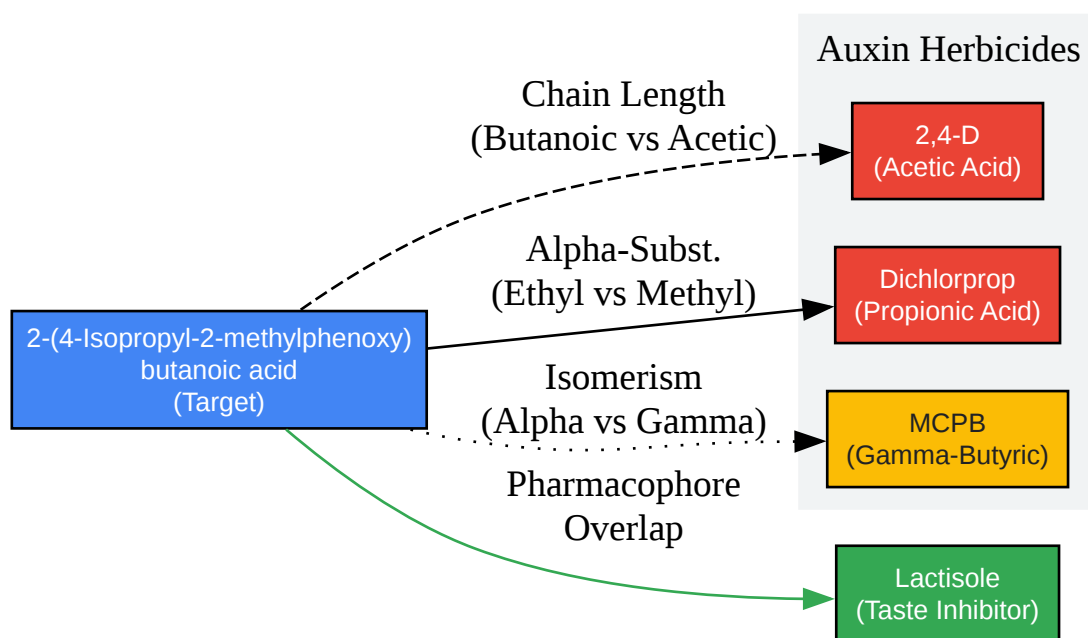 Auxin Herbicides
Chain Length
(Butanoic vs Acetic)
2,4-D
(Acetic Acid)
Alpha-Subst.
(Ethyl vs Methyl)
Dichlorprop
(Propionic Acid)
2-(4-Isopropyl-2-methylphenoxy)
butanoic acid
(Target)
Isomerism
(Alpha vs Gamma)
MCPB
(Gamma-Butyric)
Pharmacophore
Overlap
Lactisole
(Taste Inhibitor)